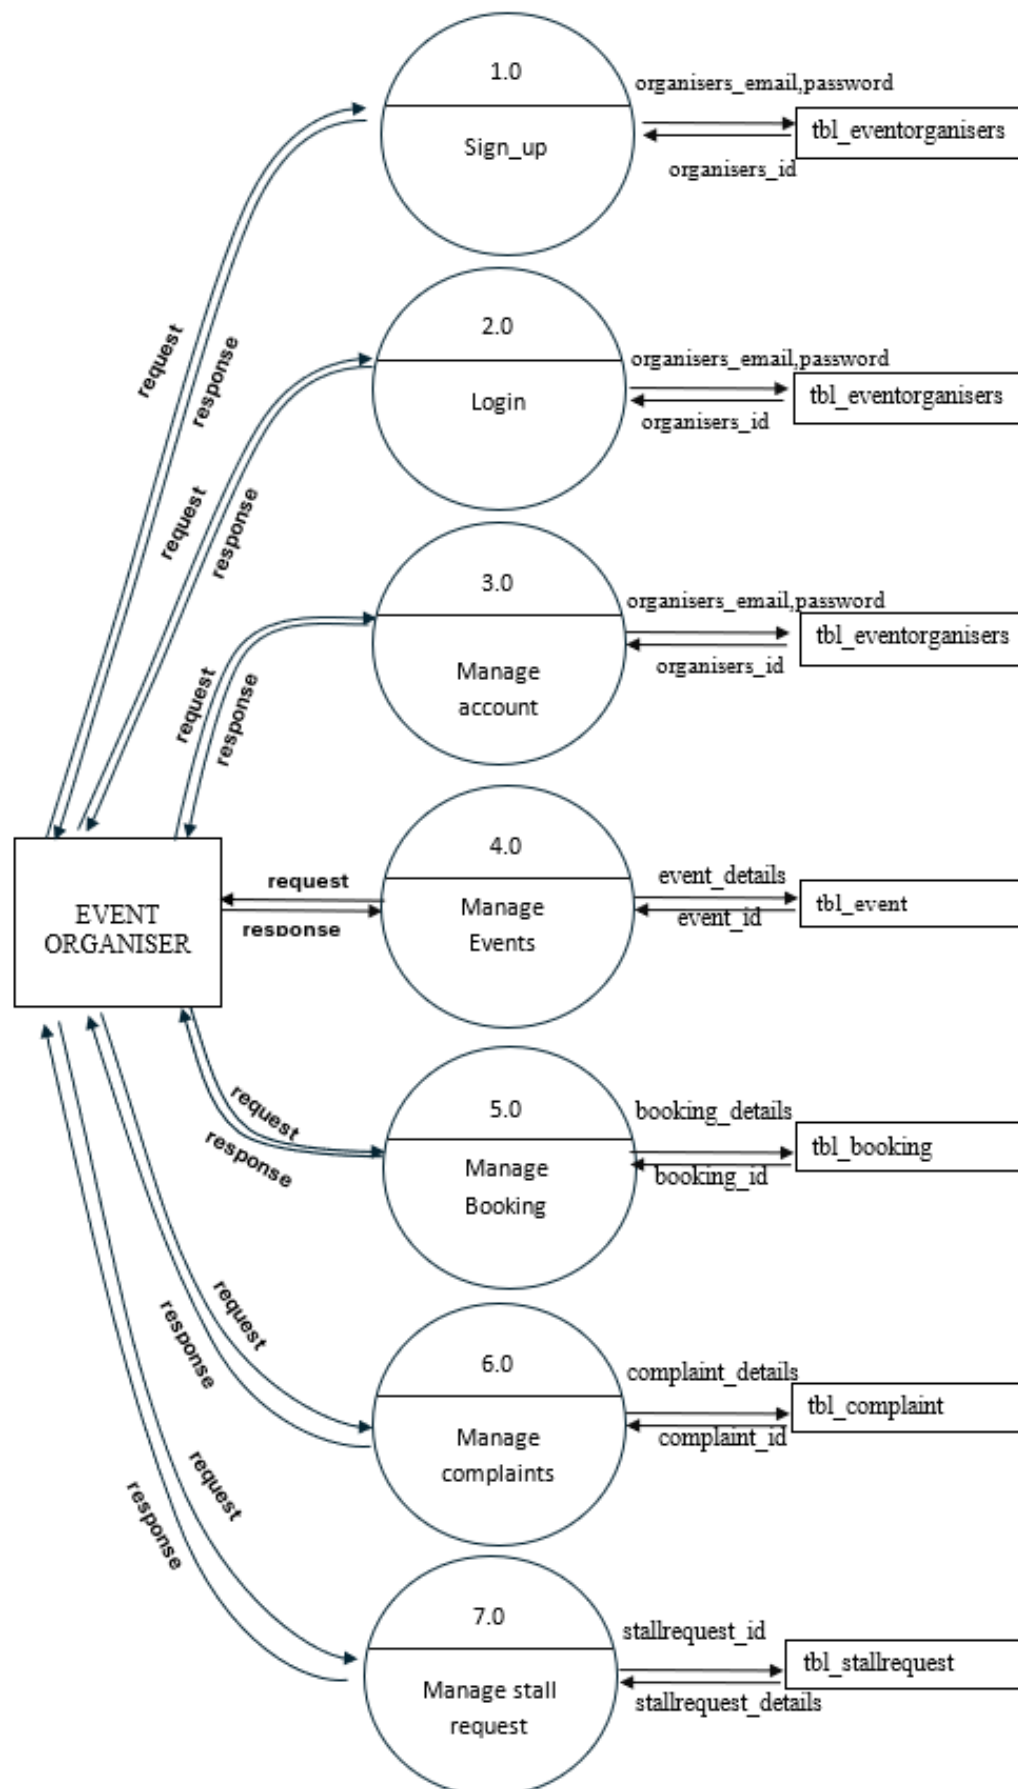 1.0
Sign_up
organisers_email,password
tbl_eventorganisers
organisers_id
request
response
2.0
Login
organisers_email,password
tbl_eventorganisers
organisers_id
request
response
3.0
Manage
account
organisers_email,password
tbl_eventorganisers
organisers_id
request
response
EVENT
ORGANISER
request
response
4.0
Manage
Events
event_details
tbl_event
event_id
request
response
5.0
Manage
Booking
booking_details
tbl_booking
booking_id
request
response
6.0
Manage
complaints
complaint_details
tbl_complaint
complaint_id
request
response
7.0
Manage stall
request
stallrequest_id
tbl_stallrequest
stallrequest_details